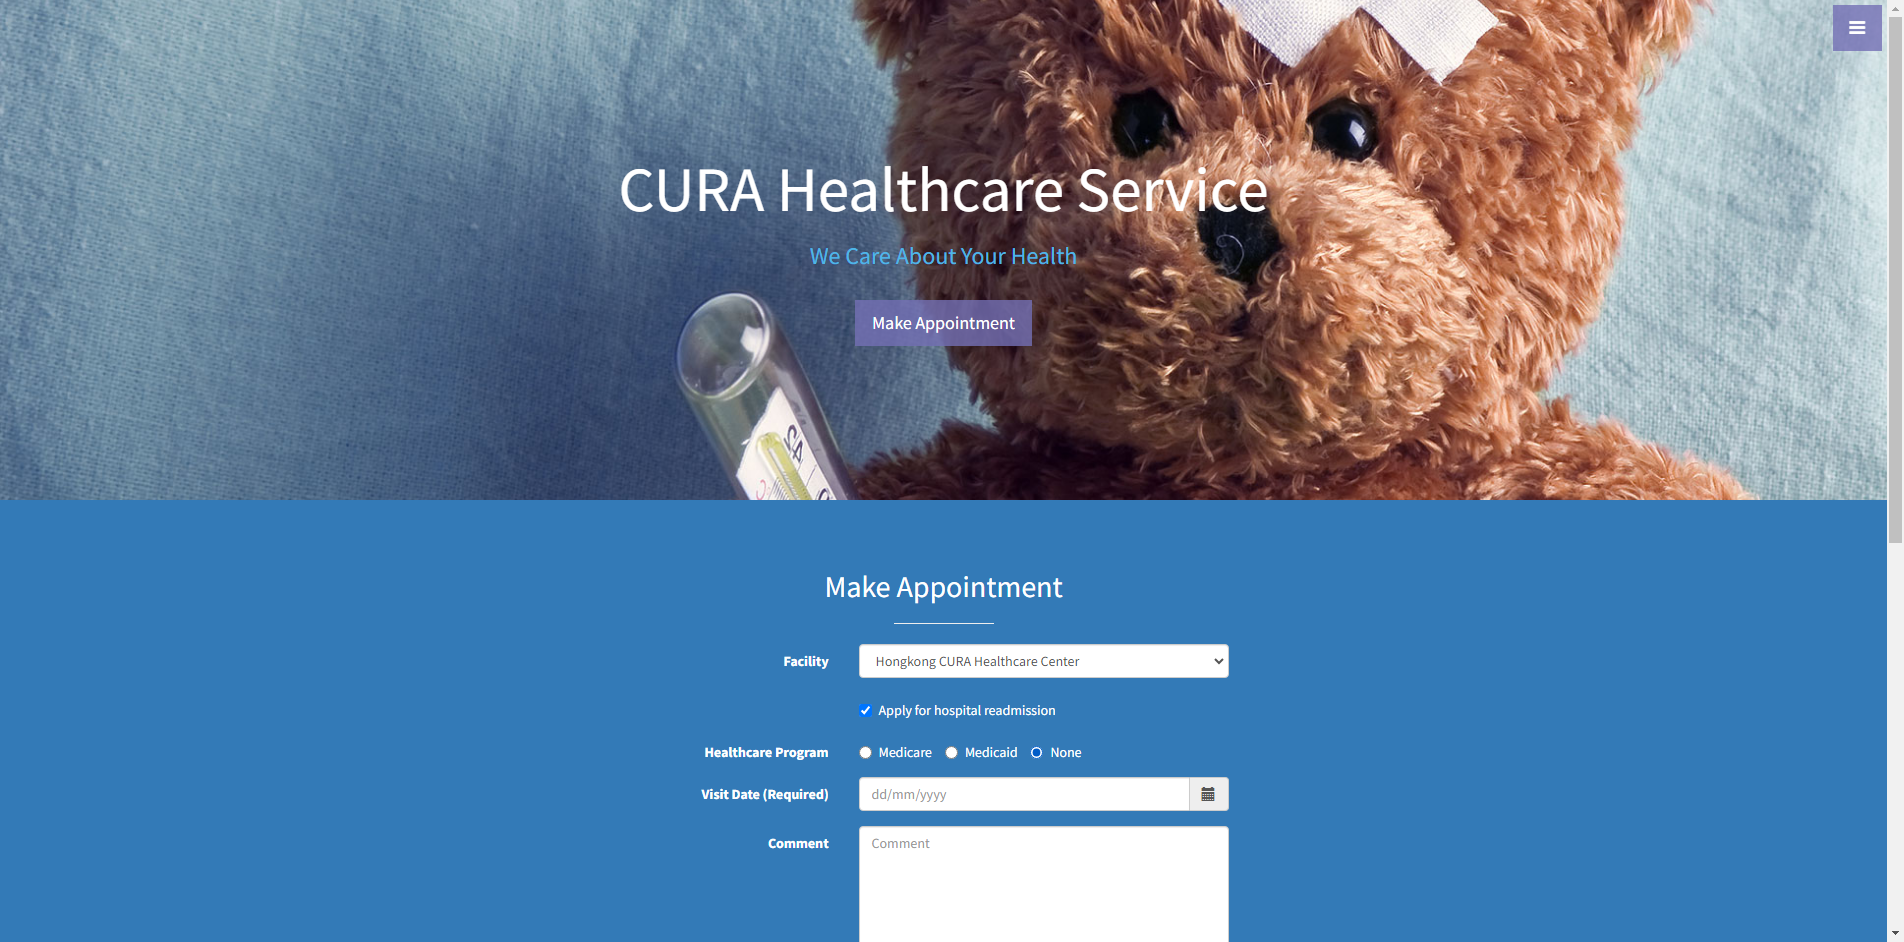 CURA Healthcare Service
We Care About Your Health
Make Appointment
Make Appointment
Facility
Hongkong CURA Healthcare Center
Apply for hospital readmission
Healthcare Program
Medicare
Medicaid
None
Visit Date (Required)
dd/mm/yyyy
Comment
Comment